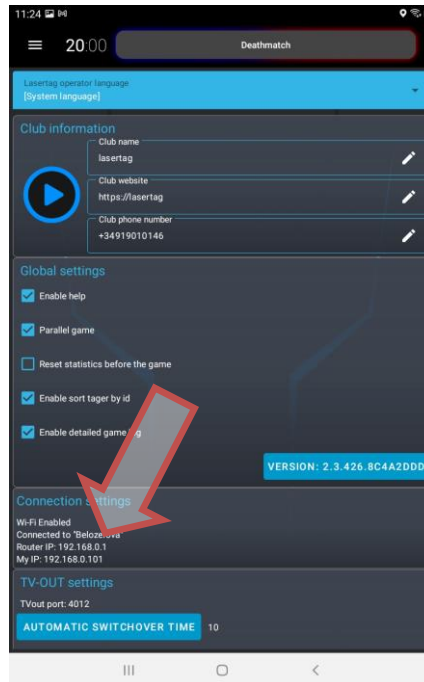 11:24
20:00
Deathmatch
Lasertag operator language
[System language]
Club information
Club name
lasertag
Club website
https://lasertag
Club phone number
+34919010146
Global settings
Enable help
Parallel game
Reset statistics before the game
Enable sort tager by id
Enable detailed game log
VERSION: 2.3.426.8C4A2DDD
Connection settings
Wi-Fi Enabled
Connected to "Belozerova"
Router IP: 192.168.0.1
My IP: 192.168.0.101
TV-OUT settings
TVout port: 4012
AUTOMATIC SWITCHOVER TIME 10